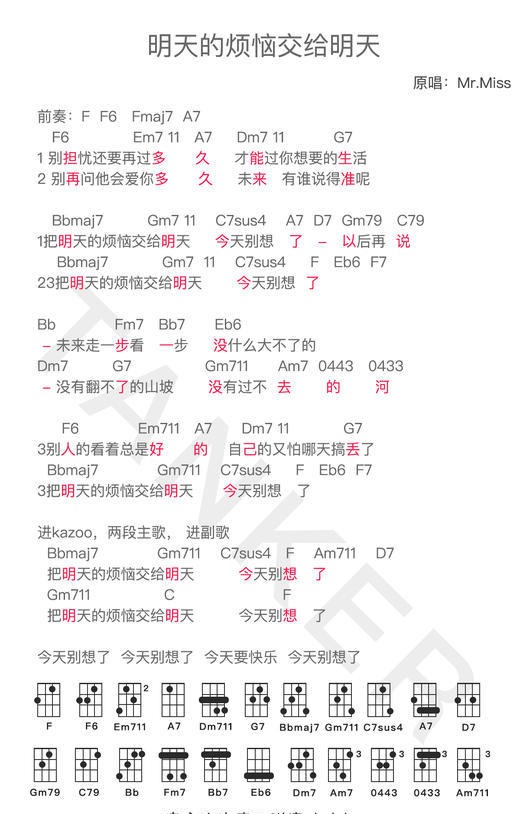 明天的烦恼交给明天
原唱：Mr.Miss
前奏：F F6 Fmaj7 A7
F6 Em7 11 A7 Dm7 11 G7
1 别担忧还要再过多 久 才能过你想要的生活
2 别再问他会爱你多 久 未来 有谁说得准呢
Bbmaj7 Gm7 11 C7sus4 A7 D7 Gm79 C79
1把明天的烦恼交给明天 今天别想 了 – 以后再 说
Bbmaj7 Gm7 11 C7sus4 F Eb6 F7
23把明天的烦恼交给明天 今天别想 了
Bb Fm7 Bb7 Eb6
– 未来走一步看 一步 没什么大不了的
Dm7 G7 Gm711 Am7 0443 0433
– 没有翻不了的山坡 没有过不 去 的 河
F6 Em711 A7 Dm7 11 G7
3别人的看着总是好 的 自己的又怕哪天搞丢了
Bbmaj7 Gm711 C7sus4 F Eb6 F7
3把明天的烦恼交给明天 今天别想 了
进kazoo，两段主歌， 进副歌
Bbmaj7 Gm711 C7sus4 F Am711 D7
把明天的烦恼交给明天 今天别想 了
Gm711 C F
把明天的烦恼交给明天 今天别想 了
今天别想了 今天别想了 今天要快乐 今天别想了
2
F F6 Em711 A7 Dm711 G7 Bbmaj7 Gm711 C7sus4 A7 D7
3 3 3 3
Gm79 C79 Bb Fm7 Bb7 Eb6 Dm7 Am7 0443 0433 Am711
TANKER